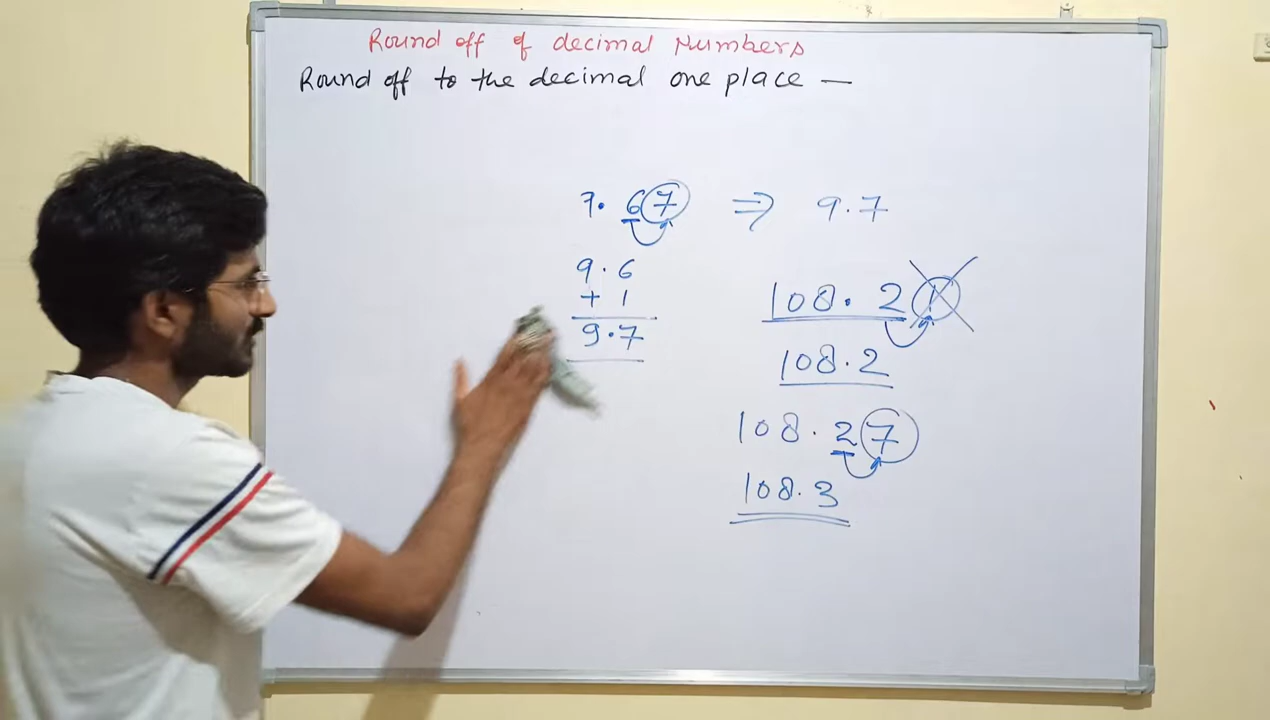 Round off of decimal Numbers
Round off to the decimal one place —
7. 67 ⇒ 9.7
9.6
+ 1
9.7
108. 21
108.2
108.27
108.3